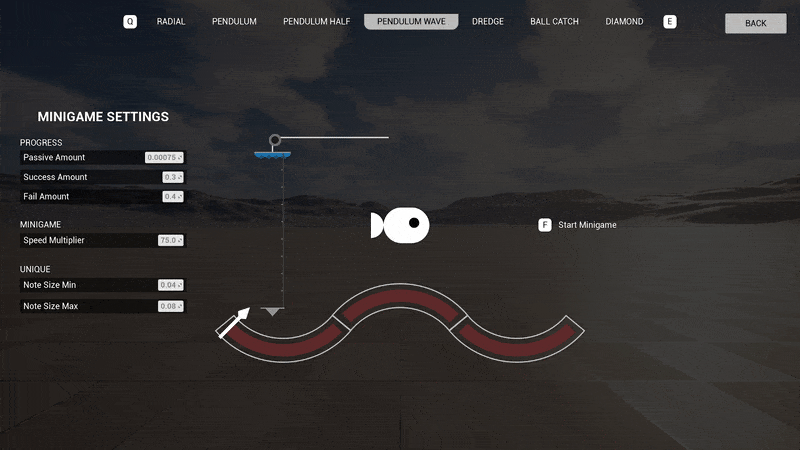 Q RADIAL PENDULUM PENDULUM HALF PENDULUM WAVE DREDGE BALL CATCH DIAMOND E BACK
MINIGAME SETTINGS
PROGRESS
Passive Amount 0.00075
Success Amount 0.3
Fail Amount 0.4
MINIGAME
Speed Multiplier 75.0
UNIQUE
Note Size Min 0.04
Note Size Max 0.08
F Start Minigame